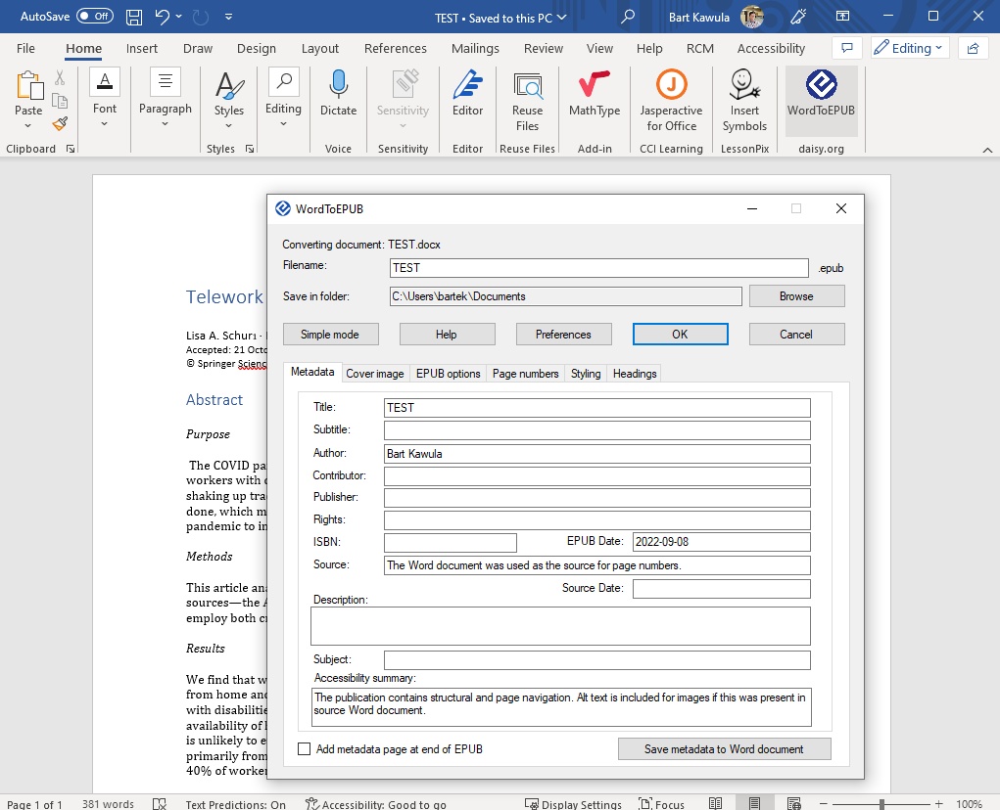 AutoSave Off TEST • Saved to this PC Bart Kawula
File Home Insert Draw Design Layout References Mailings Review View Help RCM Accessibility Editing
Paste Font Paragraph Styles Editing Dictate Sensitivity Editor Reuse Files MathType Jasperactive for Office Insert Symbols WordToEPUB
Clipboard Styles Voice Sensitivity Editor Reuse Files Add-in CCI Learning LessonPix daisy.org
Telework
Lisa A. Schur
Accepted: 21 Octo
© Springer Scienc
Abstract
Purpose
The COVID pa
workers with
shaking up tra
done, which m
pandemic to in
Methods
This article ana
sources—the A
employ both cr
Results
We find that w
from home and
with disabilitie
availability of
is unlikely to e
primarily from
40% of worker
WordToEPUB
Converting document: TEST.docx
Filename: TEST .epub
Save in folder: C:\Users\bartek\Documents Browse
Simple mode Help Preferences OK Cancel
Metadata Cover image EPUB options Page numbers Styling Headings
Title: TEST
Subtitle:
Author: Bart Kawula
Contributor:
Publisher:
Rights:
ISBN: EPUB Date: 2022-09-08
Source: The Word document was used as the source for page numbers.
Source Date:
Description:
Subject:
Accessibility summary:
The publication contains structural and page navigation. Alt text is included for images if this was present in
source Word document.
Add metadata page at end of EPUB Save metadata to Word document
Page 1 of 1 381 words Text Predictions: On Accessibility: Good to go Display Settings Focus 100%